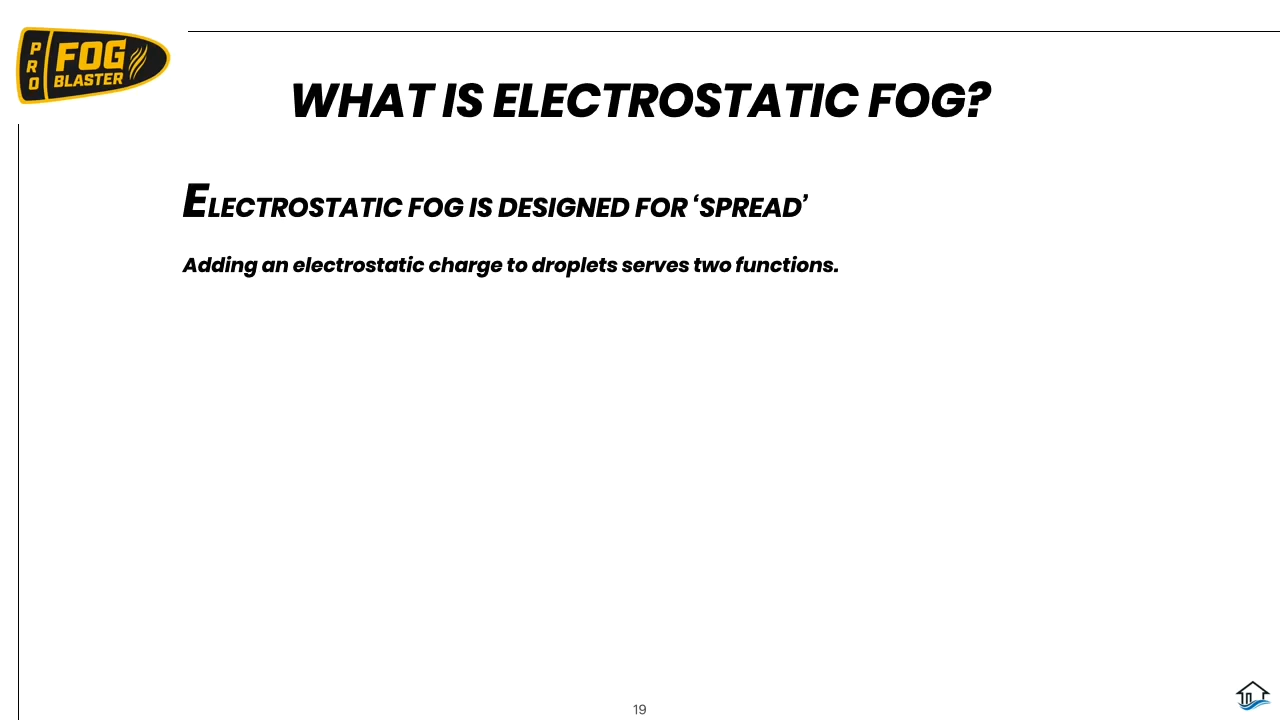 PRO
FOG
BLASTER
WHAT IS ELECTROSTATIC FOG?
ELECTROSTATIC FOG IS DESIGNED FOR ‘SPREAD’
Adding an electrostatic charge to droplets serves two functions.
19